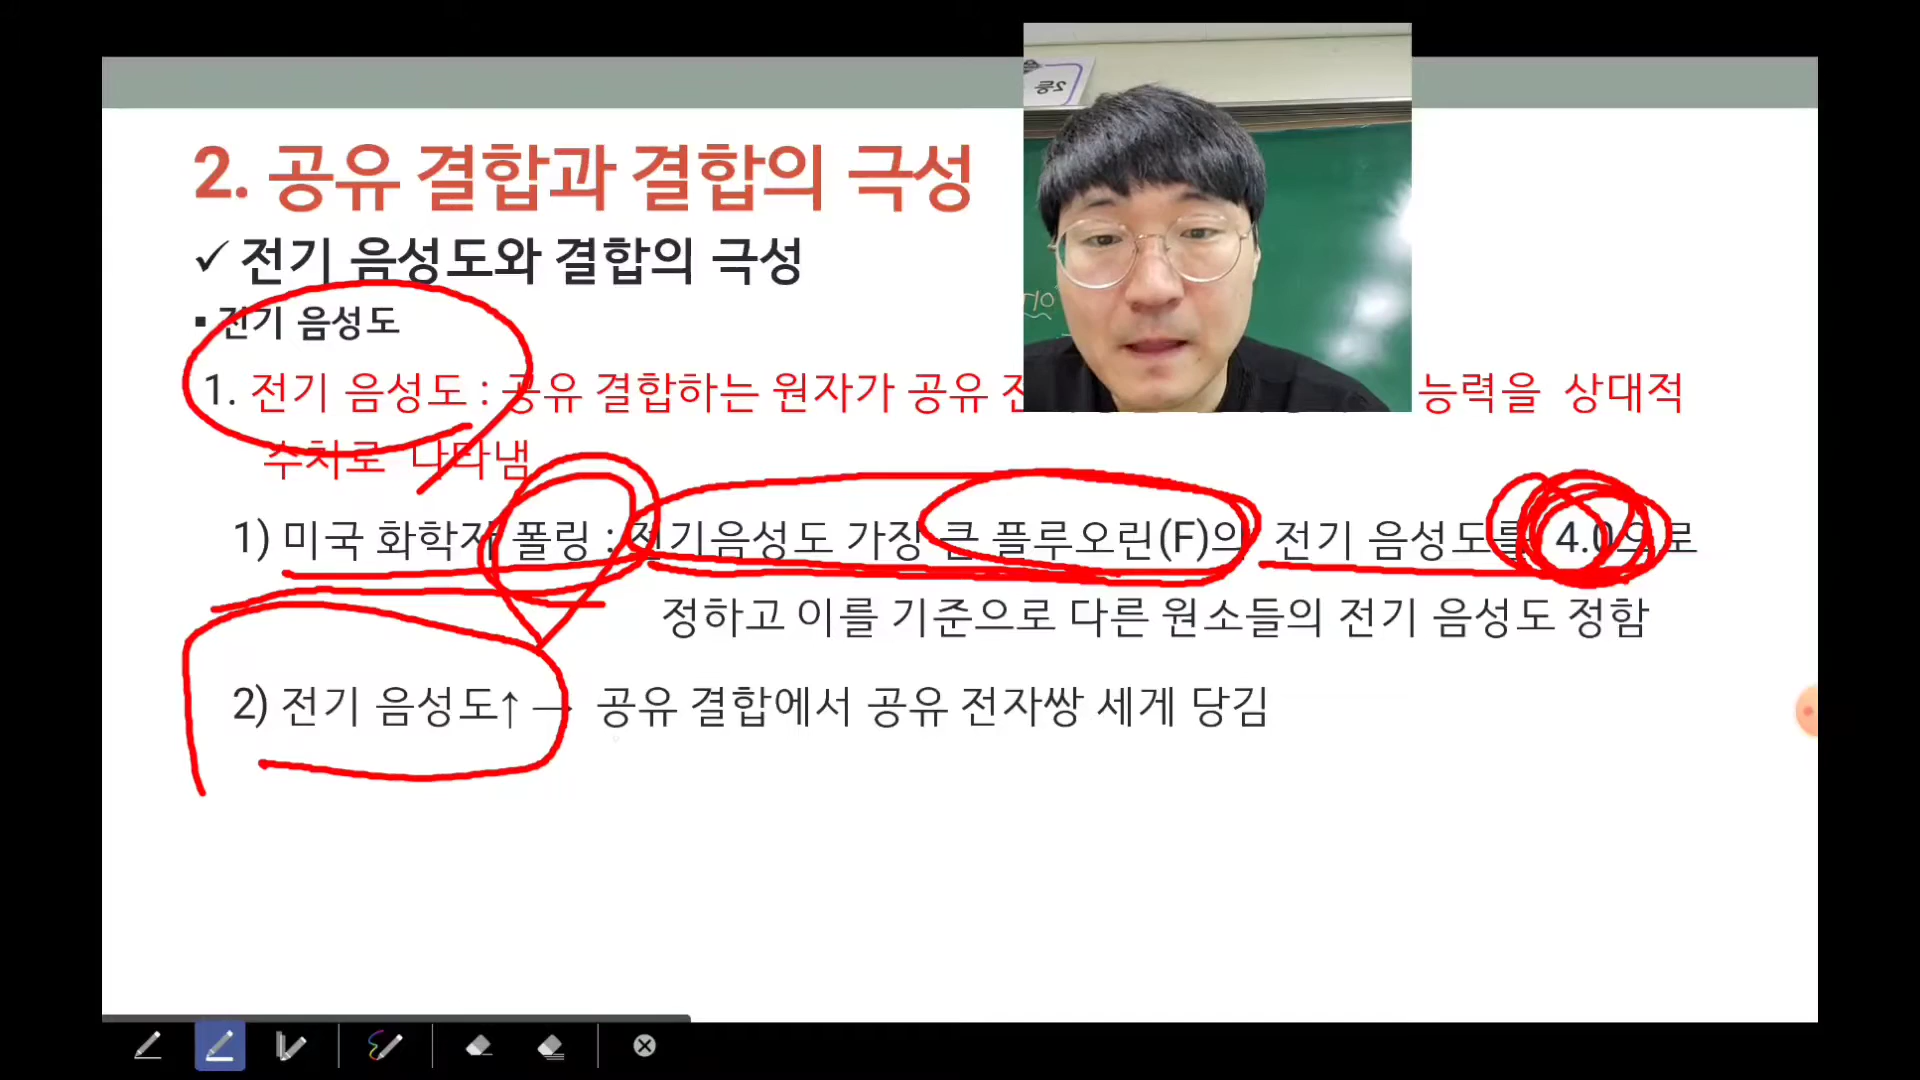 2. 공유 결합과 결합의 극성
✓ 전기 음성도와 결합의 극성
▪ 전기 음성도
1. 전기 음성도 : 공유 결합하는 원자가 공유 능력을 상대적
수치로 나타냄
1) 미국 화학자 폴링 : 전기음성도 가장 큰 플루오린(F)의 전기 음성도를 4.0으로
정하고 이를 기준으로 다른 원소들의 전기 음성도 정함
2) 전기 음성도↑ → 공유 결합에서 공유 전자쌍 세게 당김